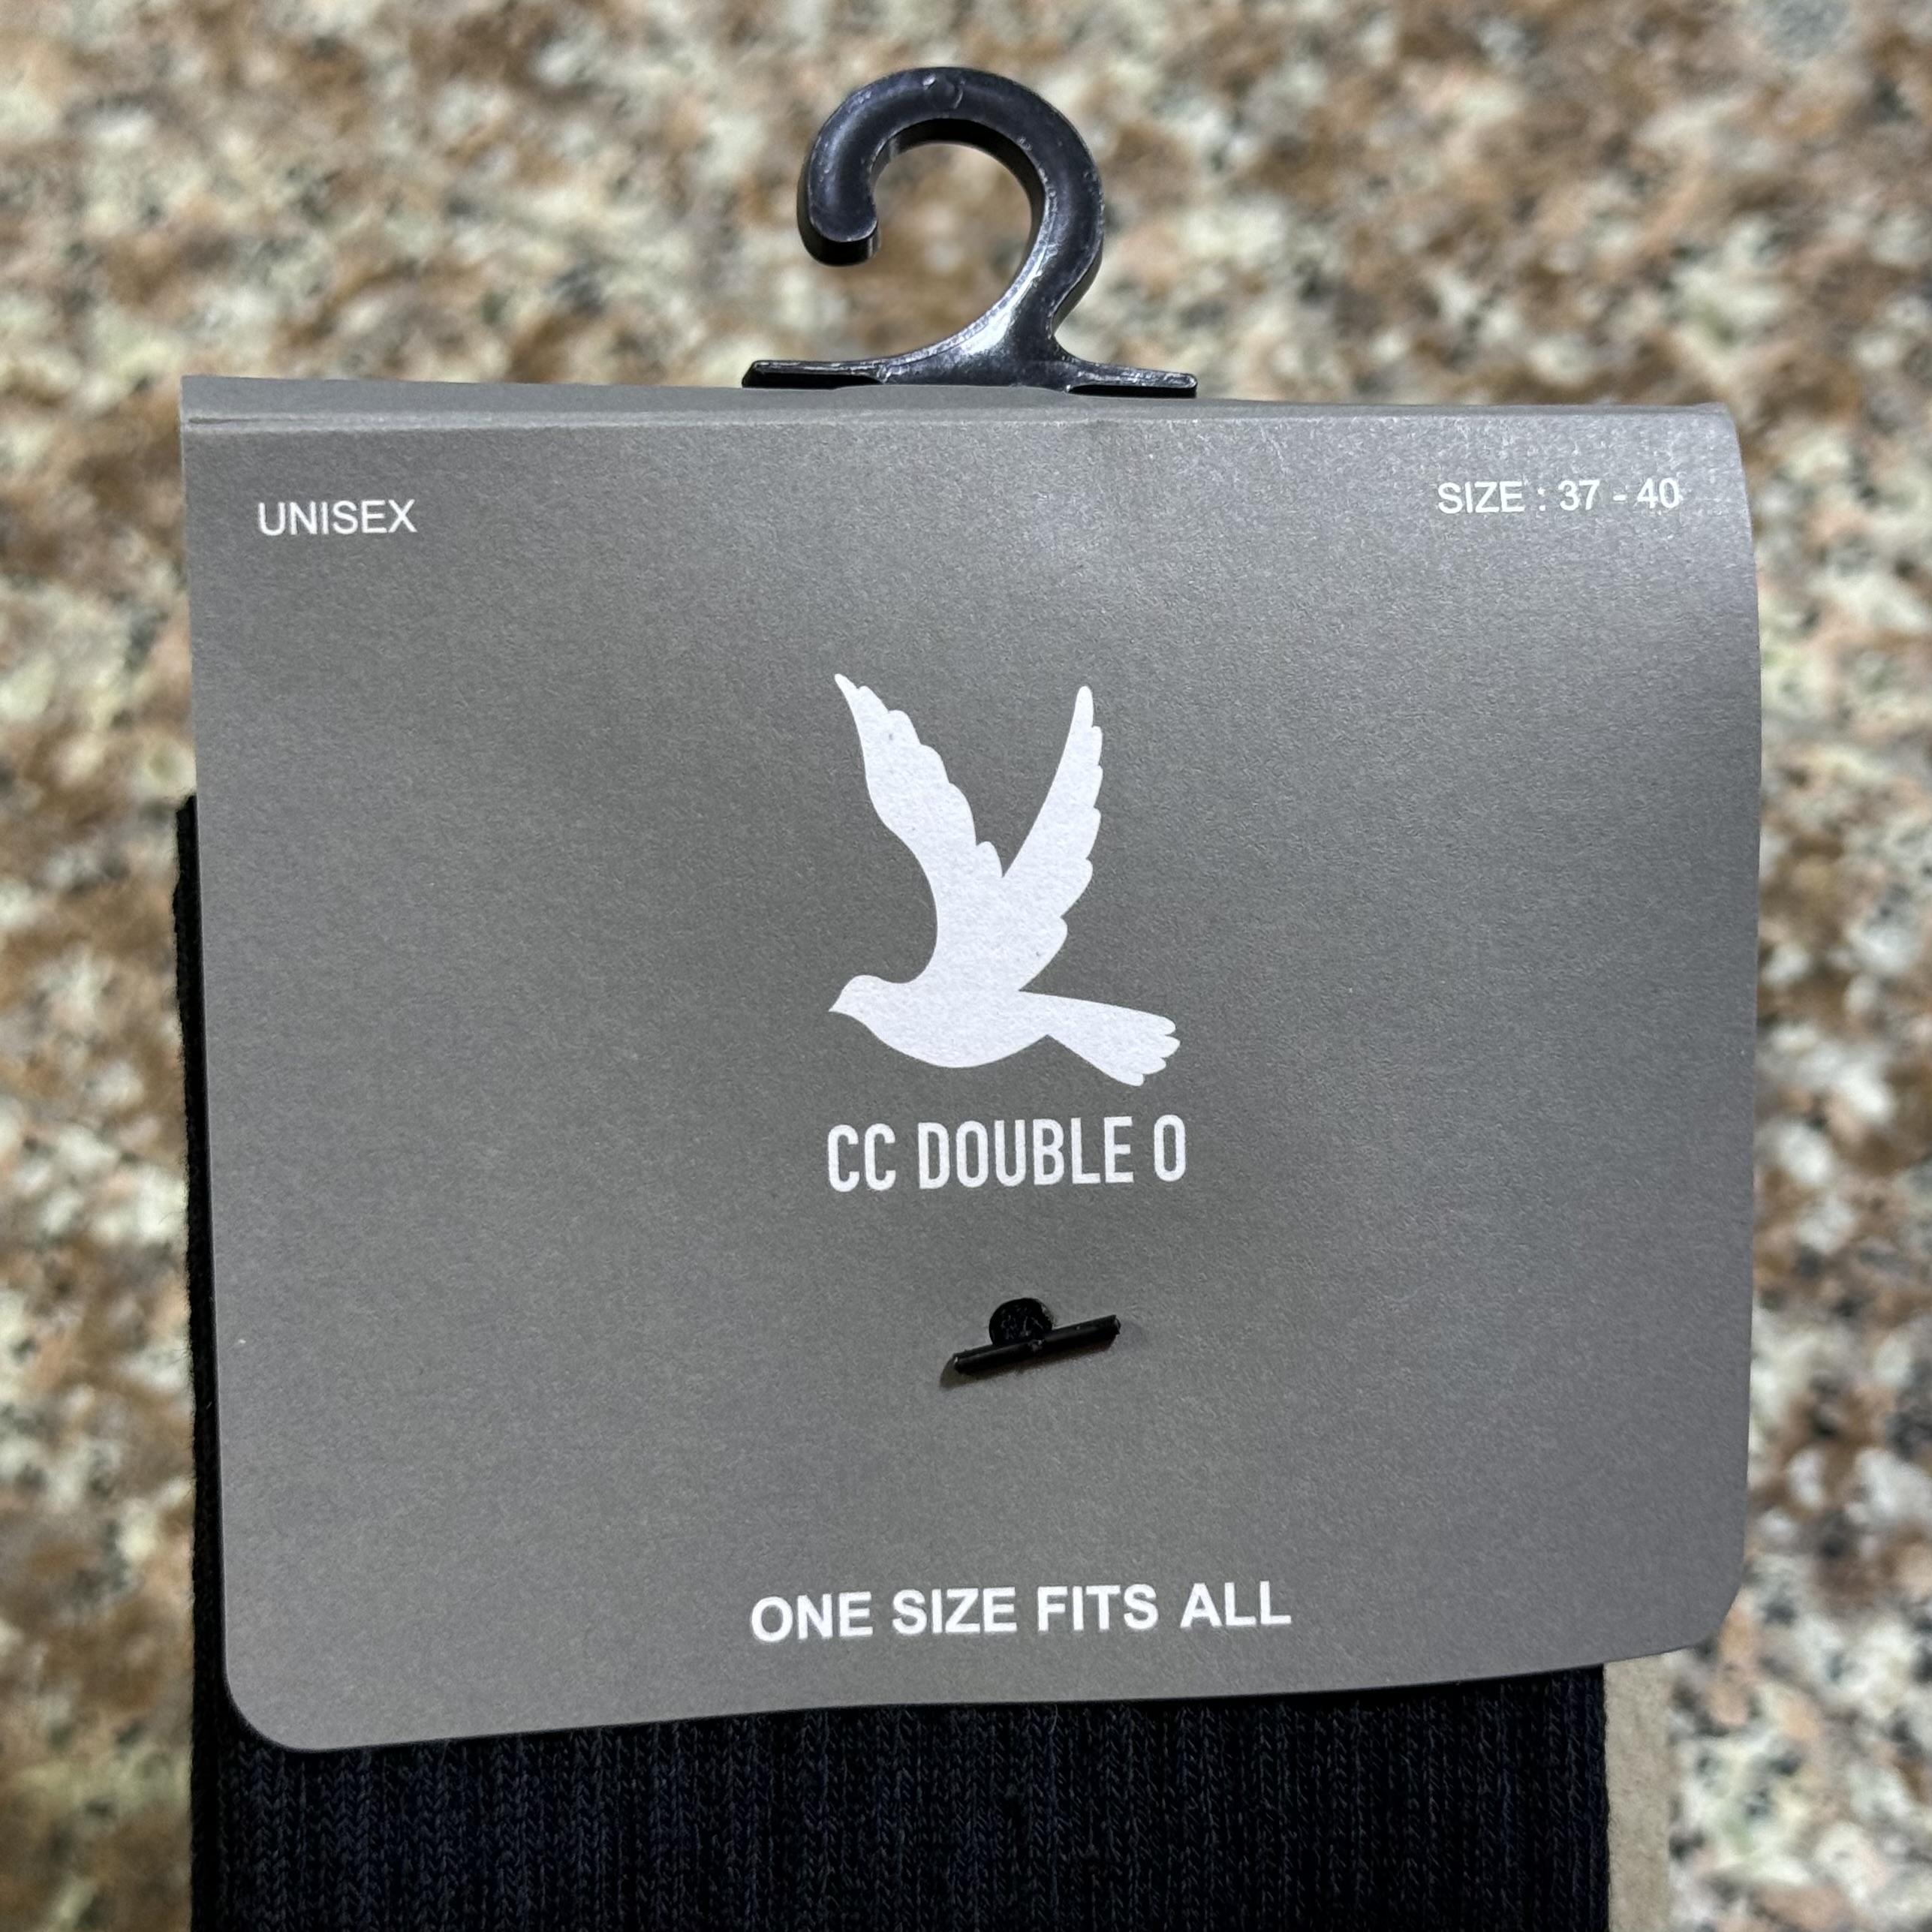 UNISEX
SIZE : 37 - 40
CC DOUBLE O
ONE SIZE FITS ALL